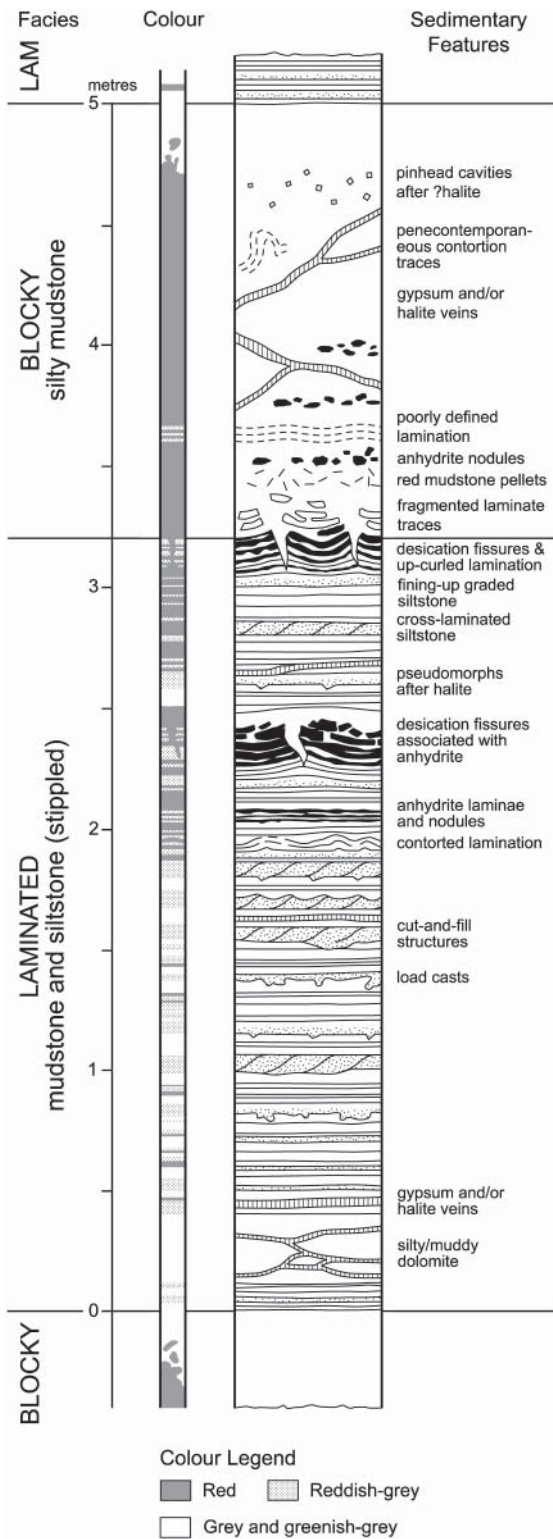 Facies
Colour
Sedimentary
Features
LAM
metres
5
pinhead cavities
after ?halite
penecontemporan-
eous contortion
traces
gypsum and/or
halite veins
BLOCKY
silty mudstone
4
poorly defined
lamination
anhydrite nodules
red mudstone pellets
fragmented laminate
traces
desication fissures &
up-curled lamination
3
fining-up graded
siltstone
cross-laminated
siltstone
pseudomorphs
after halite
desication fissures
associated with
anhydrite
anhydrite laminae
and nodules
2
contorted lamination
LAMINATED
mudstone and siltstone (stippled)
cut-and-fill
structures
load casts
1
gypsum and/or
halite veins
silty/muddy
dolomite
0
BLOCKY
Colour Legend
Red
Reddish-grey
Grey and greenish-grey